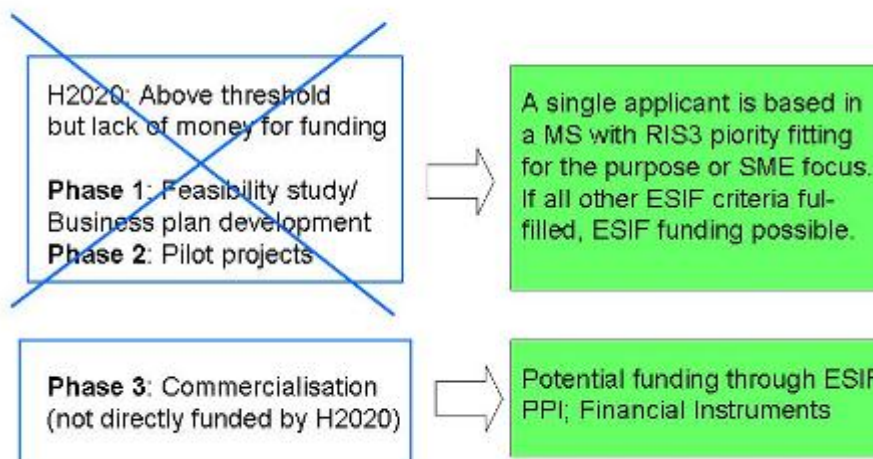 H2020: Above threshold
but lack of money for funding
Phase 1: Feasibility study/
Business plan development
Phase 2: Pilot projects
A single applicant is based in
a MS with RIS3 piority fitting
for the purpose or SME focus.
If all other ESIF criteria ful-
filled, ESIF funding possible.
Phase 3: Commercialisation
(not directly funded by H2020)
Potential funding through ESIF
PPI; Financial Instruments